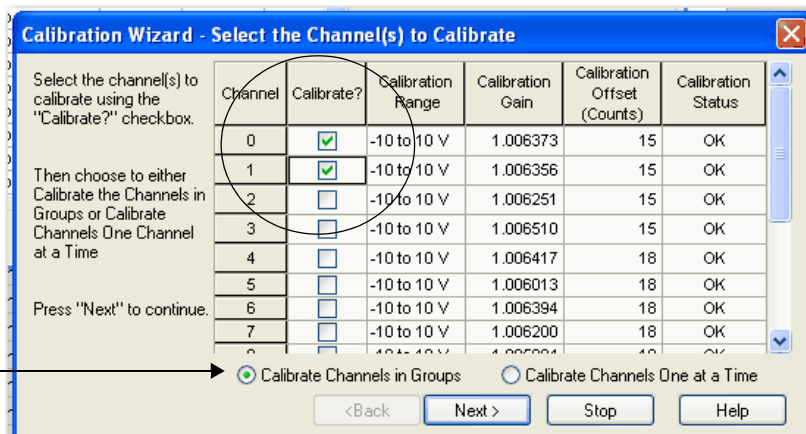 Calibration Wizard - Select the Channel(s) to Calibrate
Select the channel(s) to
calibrate using the
"Calibrate?" checkbox.
Then choose to either
Calibrate the Channels in
Groups or Calibrate
Channels One Channel
at a Time
Press "Next" to continue.
Channel Calibrate? Calibration Range Calibration Gain Calibration Offset (Counts) Calibration Status
0 -10 to 10 V 1.006373 15 OK
1 -10 to 10 V 1.006356 15 OK
2 -10 to 10 V 1.006251 15 OK
3 -10 to 10 V 1.006510 15 OK
4 -10 to 10 V 1.006417 18 OK
5 -10 to 10 V 1.006013 18 OK
6 -10 to 10 V 1.006394 18 OK
7 -10 to 10 V 1.006200 18 OK
Calibrate Channels in Groups Calibrate Channels One at a Time
<Back Next > Stop Help